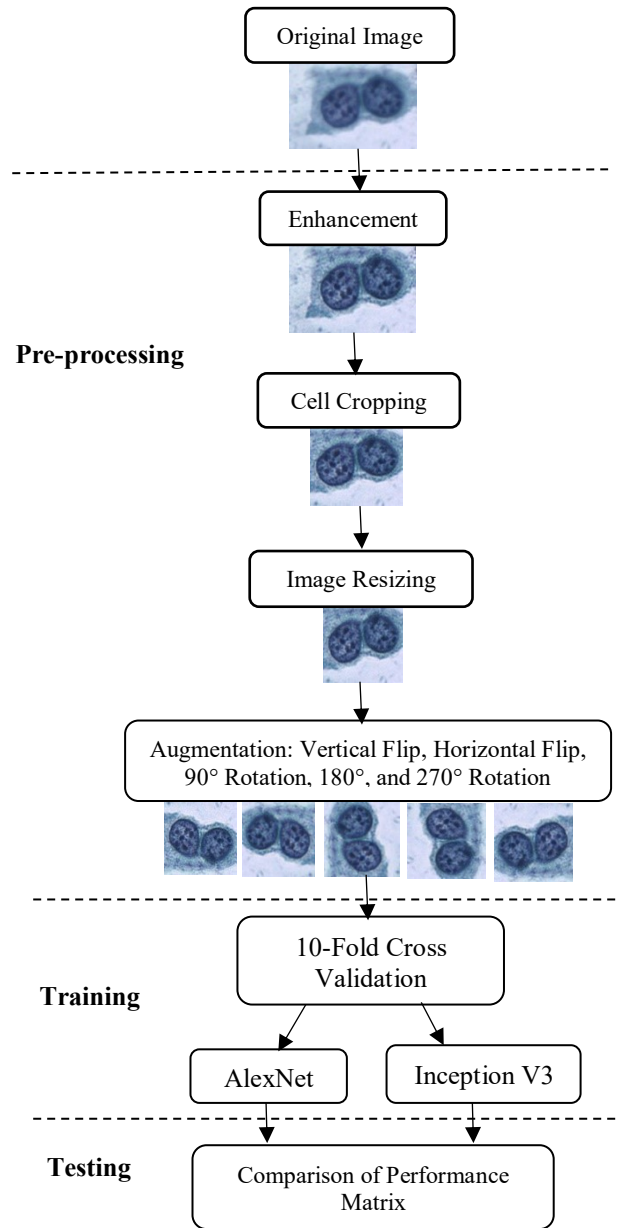 Original Image
Enhancement
Pre-processing
Cell Cropping
Image Resizing
Augmentation: Vertical Flip, Horizontal Flip,
90° Rotation, 180°, and 270° Rotation
10-Fold Cross
Validation
Training
AlexNet
Inception V3
Testing
Comparison of Performance
Matrix